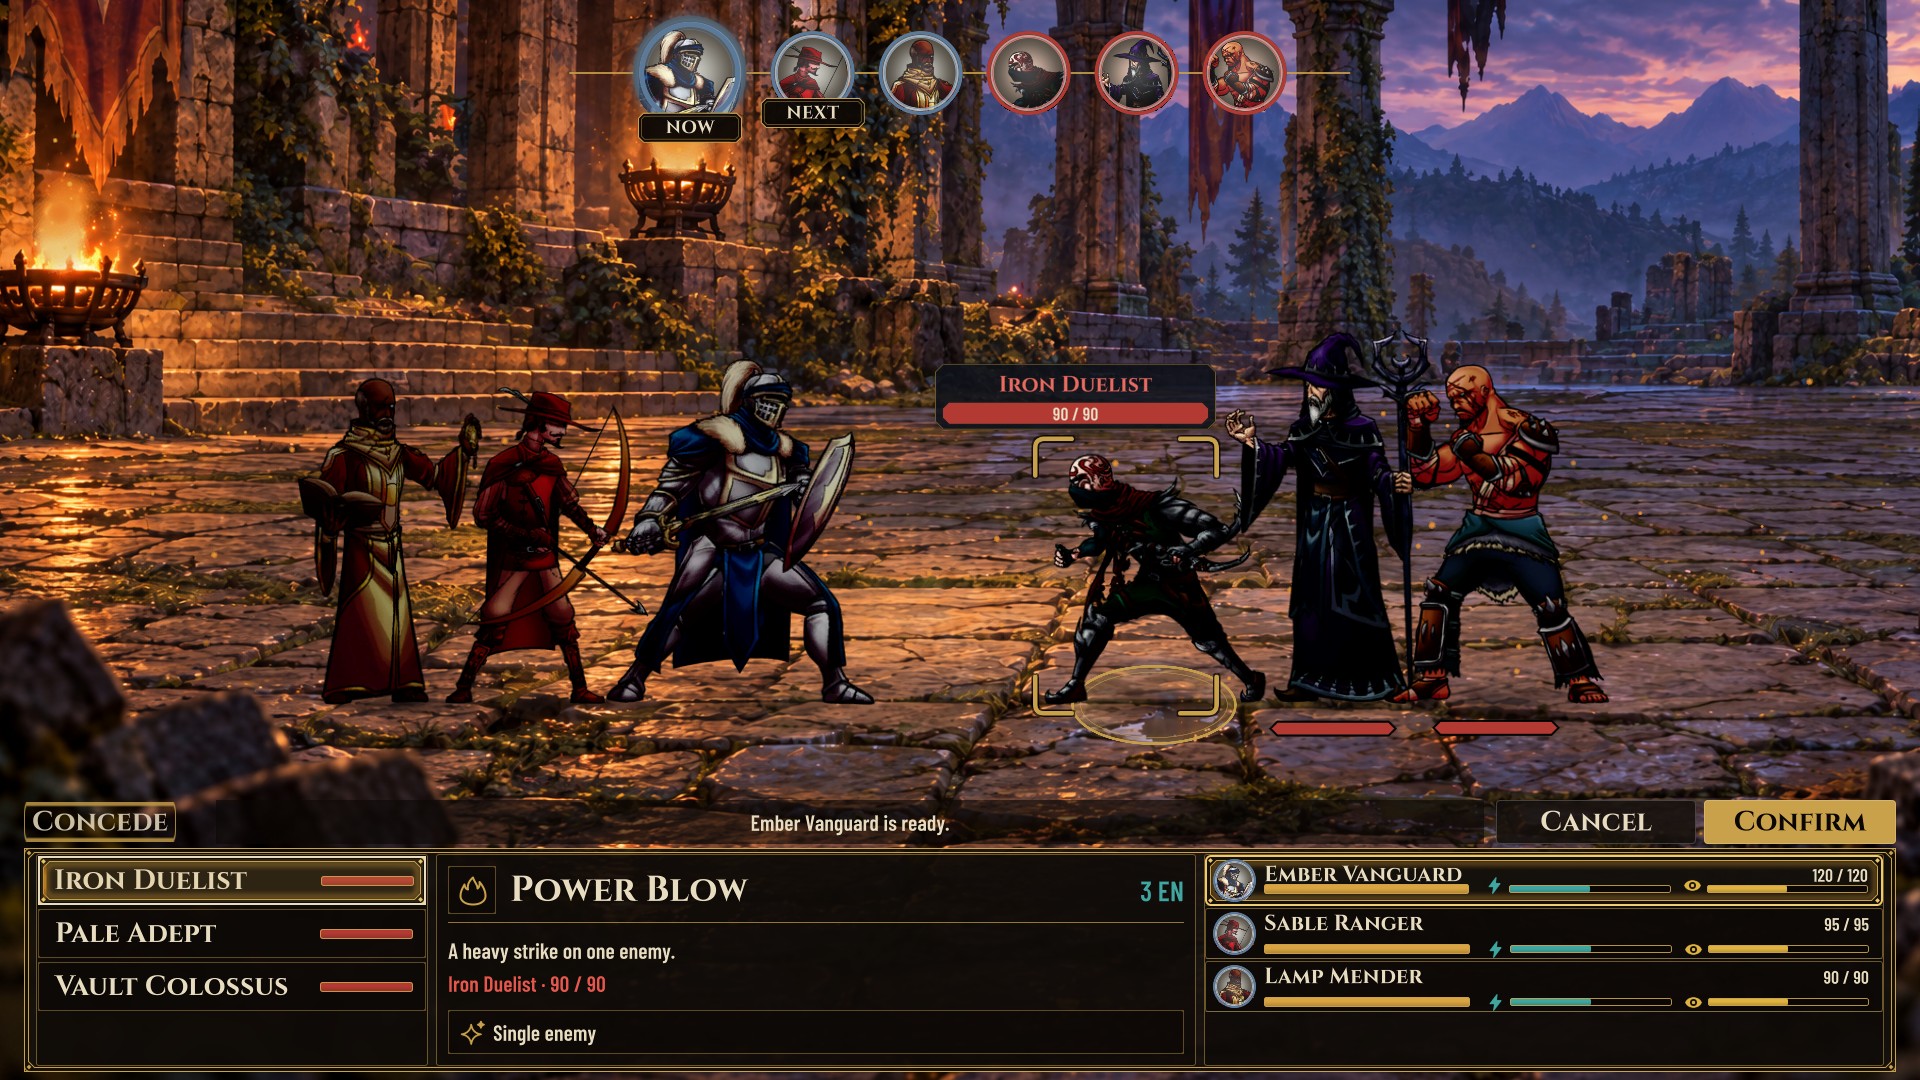 NOW
NEXT
IRON DUELIST
90 / 90
CONCEDE
Ember Vanguard is ready.
CANCEL
CONFIRM
IRON DUELIST
PALE ADEPT
VAULT COLOSSUS
POWER BLOW
3 EN
A heavy strike on one enemy.
Iron Duelist · 90 / 90
Single enemy
EMBER VANGUARD
120 / 120
SABLE RANGER
95 / 95
LAMP MENDER
90 / 90